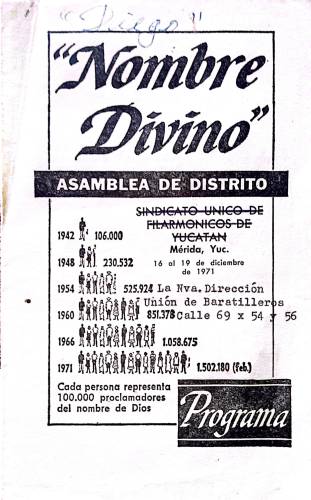 "Diego"
"Nombre
Divino"
ASAMBLEA DE DISTRITO
SINDICATO UNICO DE
FILARMONICOS DE
YUCATAN
Mérida, Yuc.
16 al 19 de diciembre
de 1971
La Nva. Dirección
Unión de Baratilleros
Calle 69 x 54 y 56
1942 106.000
1948 230.532
1954 525.924
1960 851.378
1966 1.058.675
1971 1.502.180 (feb.)
Cada persona representa
100.000 proclamadores
del nombre de Dios
Programa